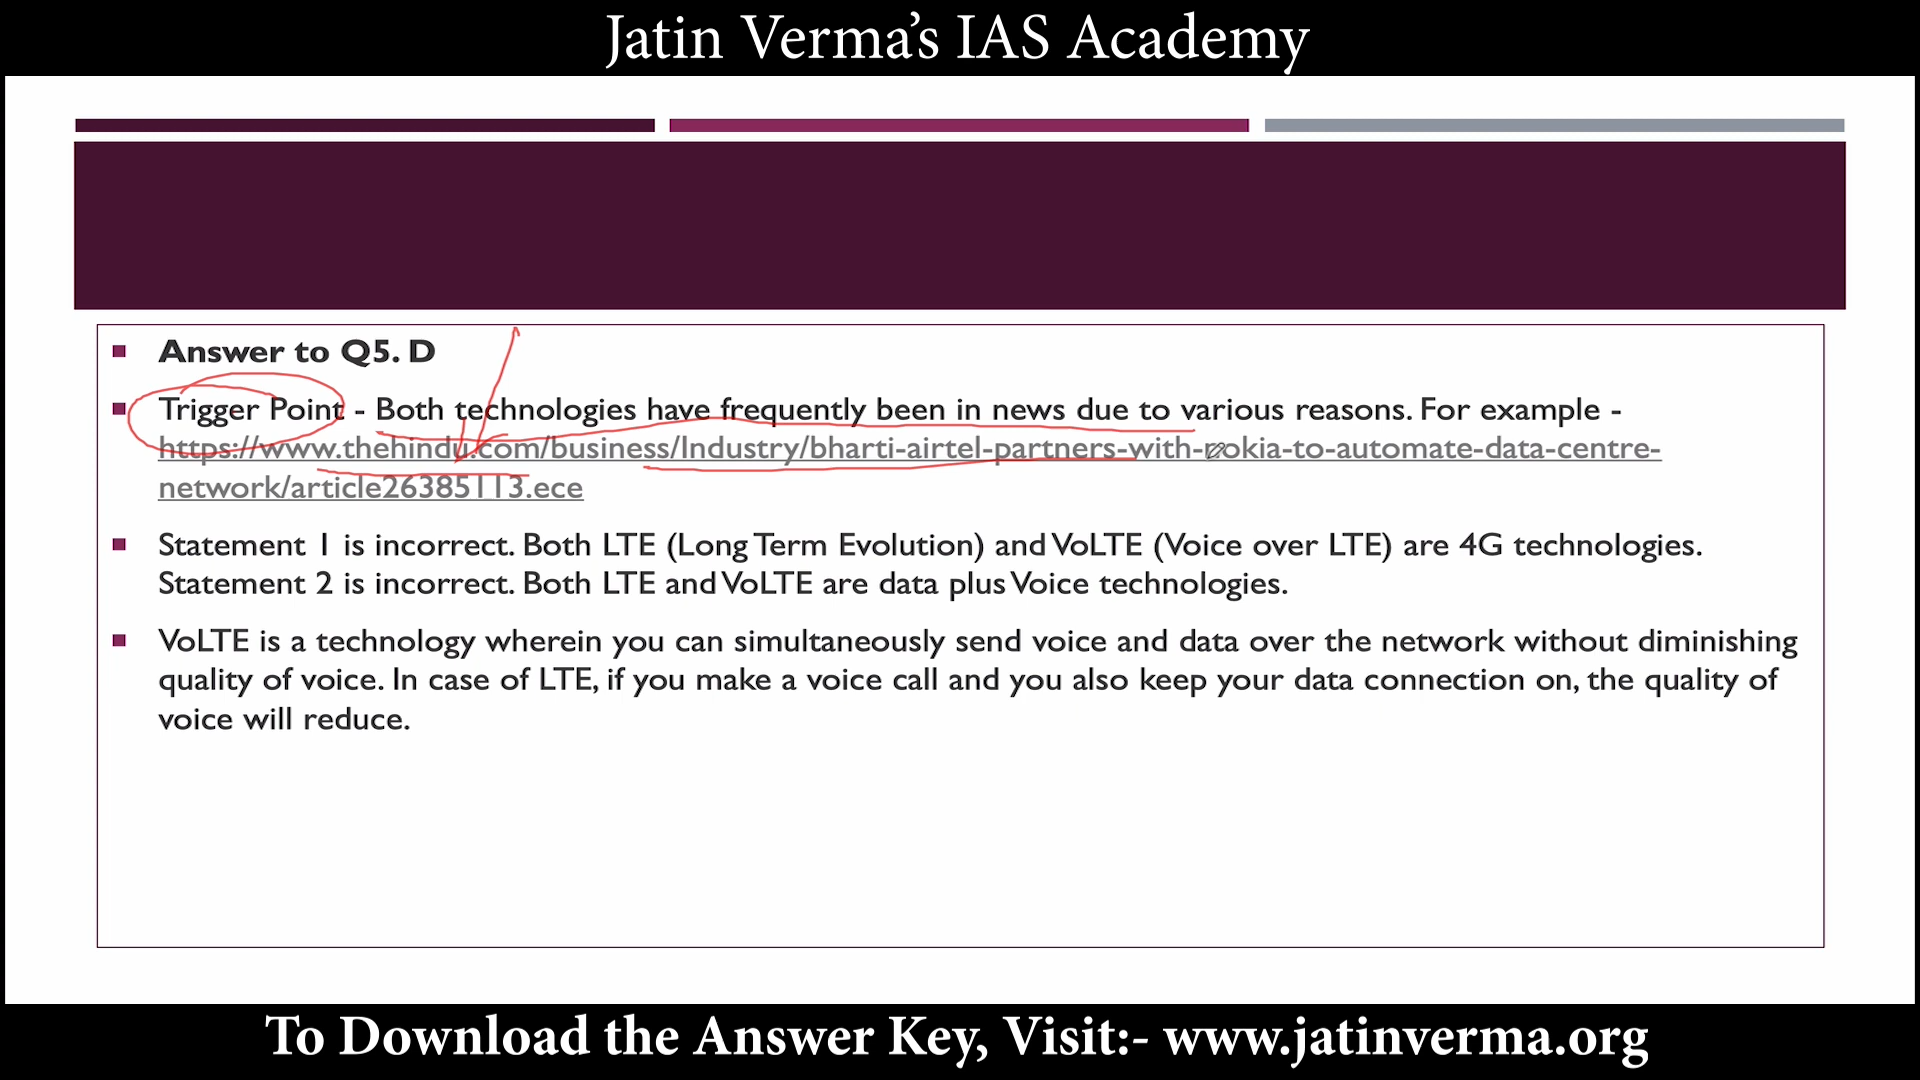 Jatin Verma's IAS Academy
Answer to Q5. D
Trigger Point - Both technologies have frequently been in news due to various reasons. For example -
https://www.thehindu.com/business/Industry/bharti-airtel-partners-with-nokia-to-automate-data-centre-
network/article26385113.ece
Statement 1 is incorrect. Both LTE (Long Term Evolution) and VoLTE (Voice over LTE) are 4G technologies.
Statement 2 is incorrect. Both LTE and VoLTE are data plus Voice technologies.
VoLTE is a technology wherein you can simultaneously send voice and data over the network without diminishing
quality of voice. In case of LTE, if you make a voice call and you also keep your data connection on, the quality of
voice will reduce.
To Download the Answer Key, Visit:- www.jatinverma.org